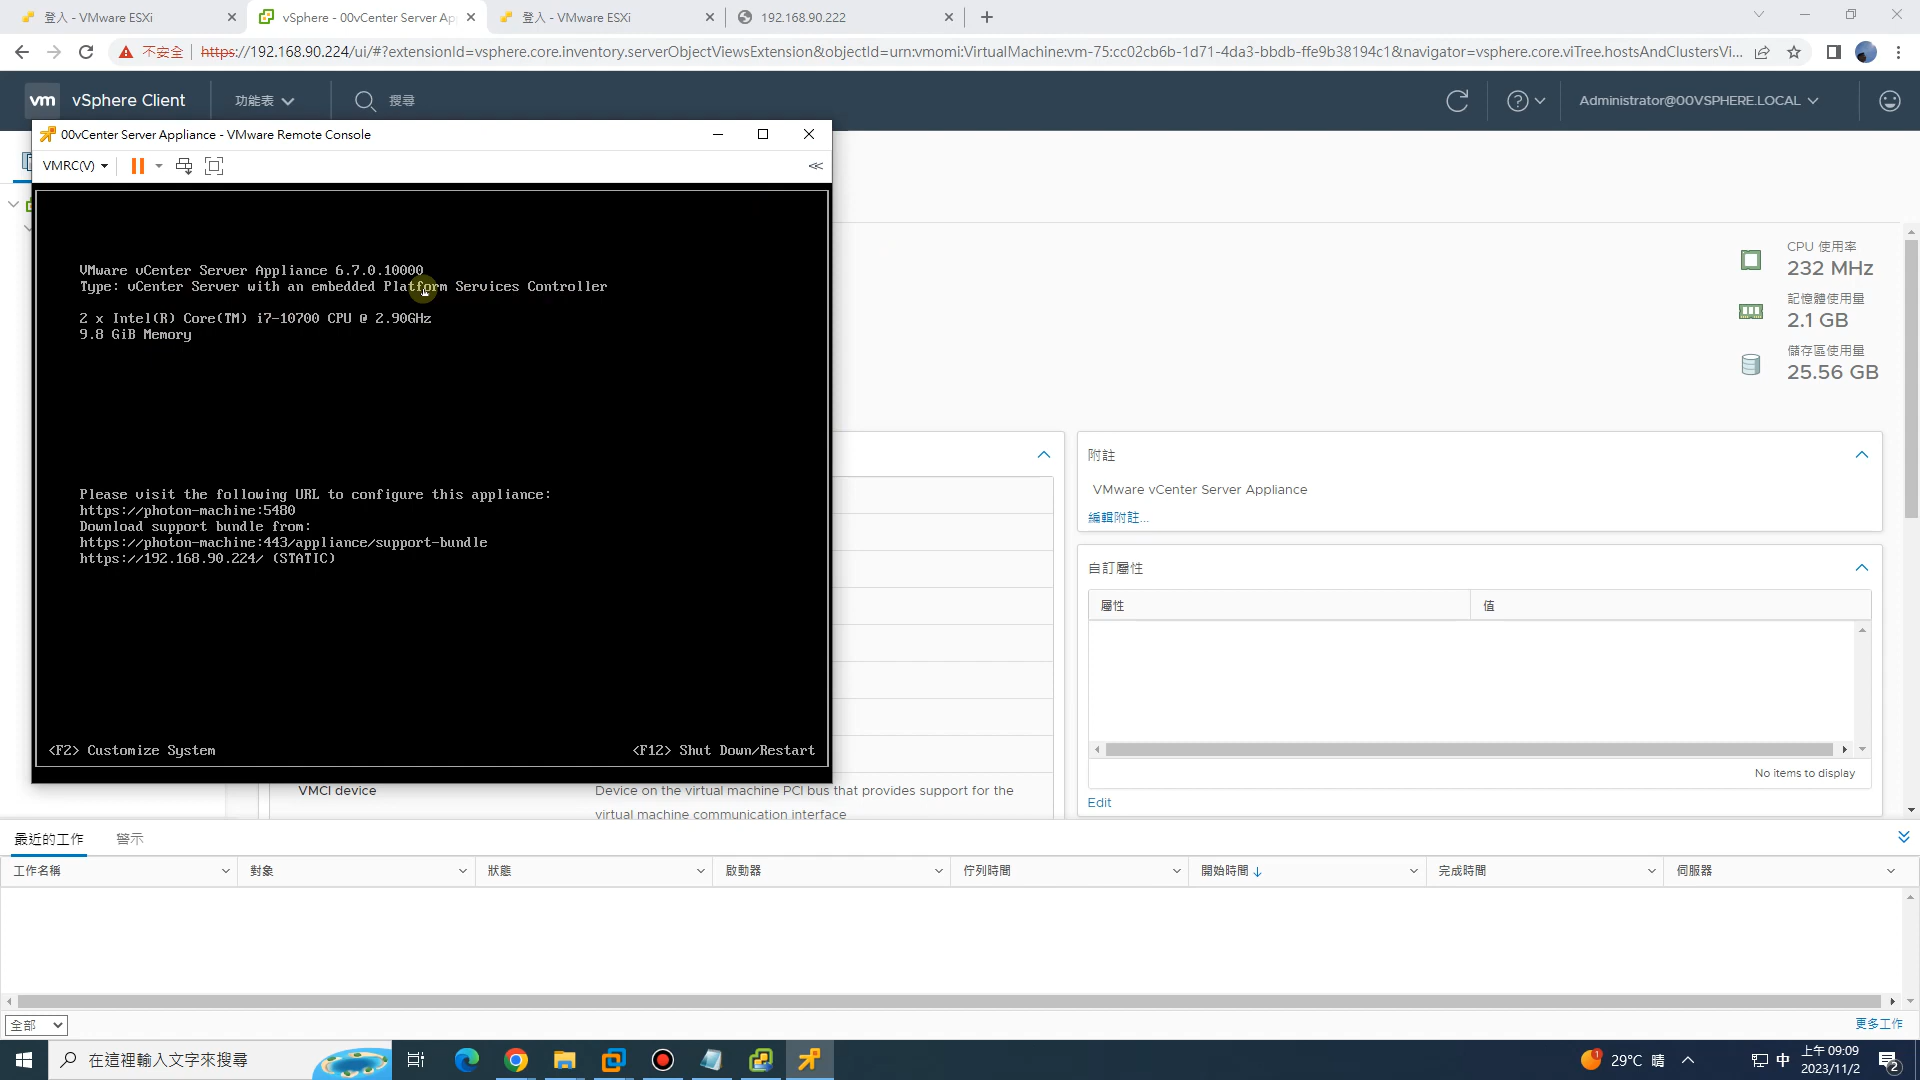 登入 - VMware ESXi
vSphere - 00vCenter Server Ap
登入 - VMware ESXi
192.168.90.222
不安全
https://192.168.90.224/ui/#?extensionId=vsphere.core.inventory.serverObjectViewsExtension&objectId=urn:vmomi:VirtualMachine:vm-75:cc02cb6b-1d71-4da3-bbdb-ffe9b38194c1&navigator=vsphere.core.viTree.hostsAndClustersVi...
vm vSphere Client
功能表
搜尋
Administrator@00VSPHERE.LOCAL
00vCenter Server Appliance - VMware Remote Console
VMRC(V)
VMware vCenter Server Appliance 6.7.0.10000
Type: vCenter Server with an embedded Platform Services Controller
2 x Intel(R) Core(TM) i7-10700 CPU @ 2.90GHz
9.8 GiB Memory
Please visit the following URL to configure this appliance:
https://photon-machine:5480
Download support bundle from:
https://photon-machine:443/appliance/support-bundle
https://192.168.90.224/ (STATIC)
<F2> Customize System
<F12> Shut Down/Restart
CPU 使用率
232 MHz
記憶體使用量
2.1 GB
儲存區使用量
25.56 GB
附註
VMware vCenter Server Appliance
編輯附註...
自訂屬性
屬性
值
No items to display
Edit
VMCI device
Device on the virtual machine PCI bus that provides support for the
virtual machine communication interface
最近的工作
警示
工作名稱
對象
狀態
啟動器
佇列時間
開始時間
完成時間
伺服器
全部
更多工作
在這裡輸入文字來搜尋
1
29°C 晴
中
上午 09:09
2023/11/2
2